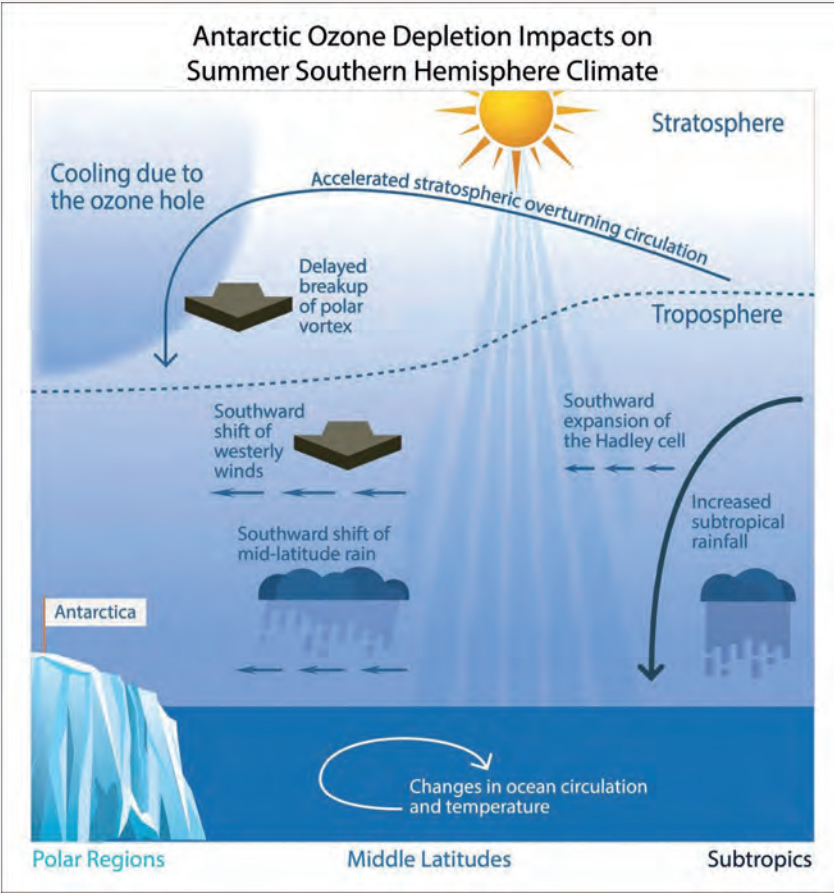 Antarctic Ozone Depletion Impacts on
Summer Southern Hemisphere Climate
Stratosphere
Cooling due to
the ozone hole
Accelerated stratospheric overturning circulation
Delayed
breakup
of polar
vortex
Troposphere
Southward
shift of
westerly
winds
Southward
expansion of
the Hadley cell
Increased
subtropical
rainfall
Southward shift of
mid-latitude rain
Antarctica
Changes in ocean circulation
and temperature
Polar Regions
Middle Latitudes
Subtropics